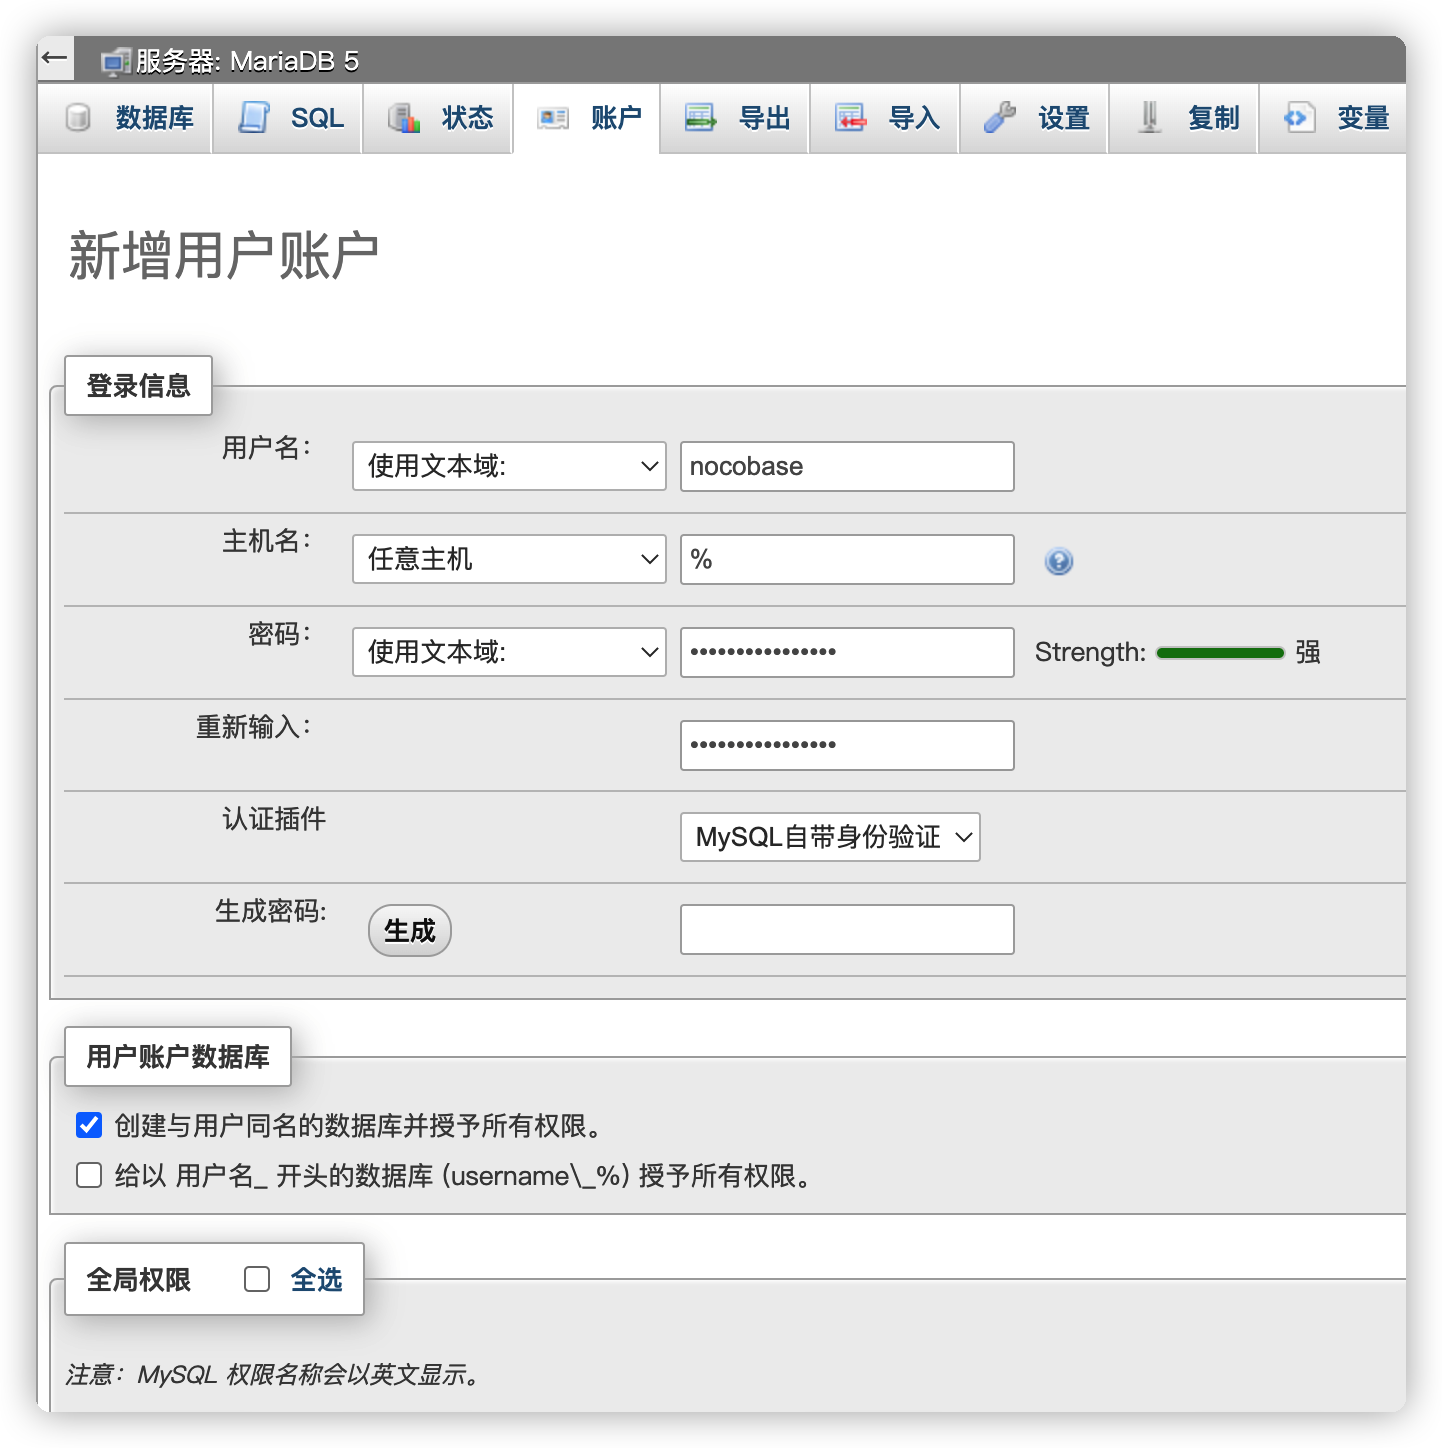 服务器: MariaDB 5
数据库 SQL 状态 账户 导出 导入 设置 复制 变量
新增用户账户
登录信息
用户名： 使用文本域: nocobase
主机名： 任意主机 %
密码： 使用文本域: •••••••••••••••• Strength: 强
重新输入： ••••••••••••••••
认证插件 MySQL自带身份验证
生成密码: 生成
用户账户数据库
创建与用户同名的数据库并授予所有权限。
给以 用户名_ 开头的数据库 (username\_%) 授予所有权限。
全局权限 全选
注意：MySQL 权限名称会以英文显示。